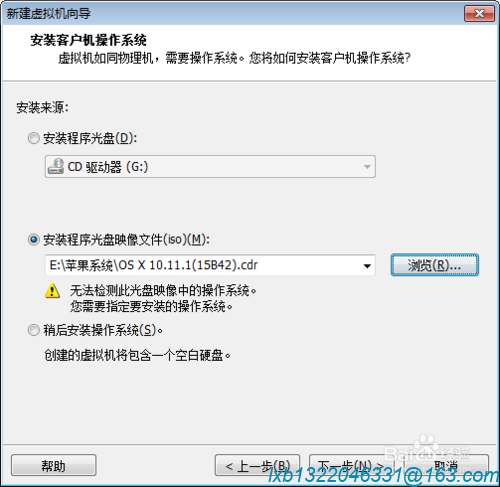 新建虚拟机向导
安装客户机操作系统
虚拟机如同物理机，需要操作系统。您将如何安装客户机操作系统?
安装来源:
安装程序光盘(D):
CD 驱动器 (G:)
安装程序光盘映像文件(iso)(M):
E:\苹果系统\OS X 10.11.1(15B42).cdr
浏览(R)...
无法检测此光盘映像中的操作系统。
您需要指定要安装的操作系统。
稍后安装操作系统(S)。
创建的虚拟机将包含一个空白硬盘。
Baidu 经验
帮助
< 上一步(B)
下一步(N) >
取消
lxb1322046331@163.com